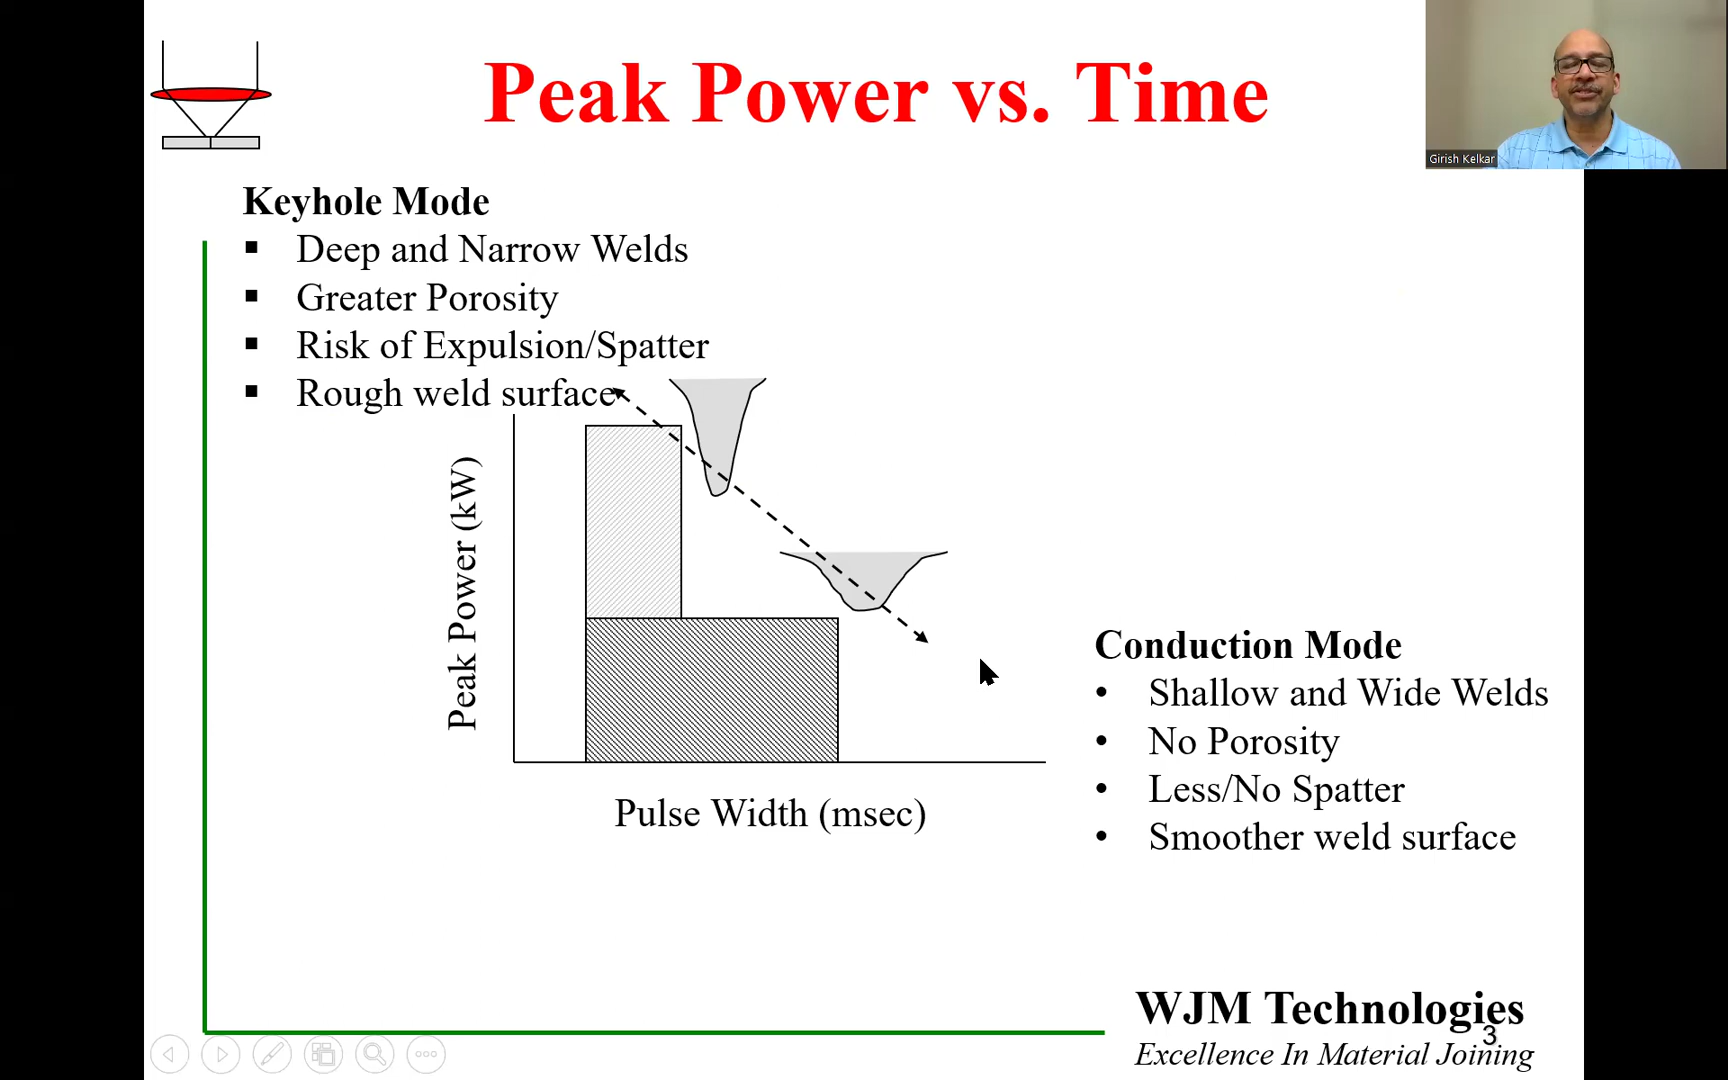 Peak Power vs. Time
Girish Kelkar
Keyhole Mode
▪ Deep and Narrow Welds
▪ Greater Porosity
▪ Risk of Expulsion/Spatter
▪ Rough weld surface
Peak Power (kW)
Pulse Width (msec)
Conduction Mode
• Shallow and Wide Welds
• No Porosity
• Less/No Spatter
• Smoother weld surface
WJM Technologies
3
Excellence In Material Joining